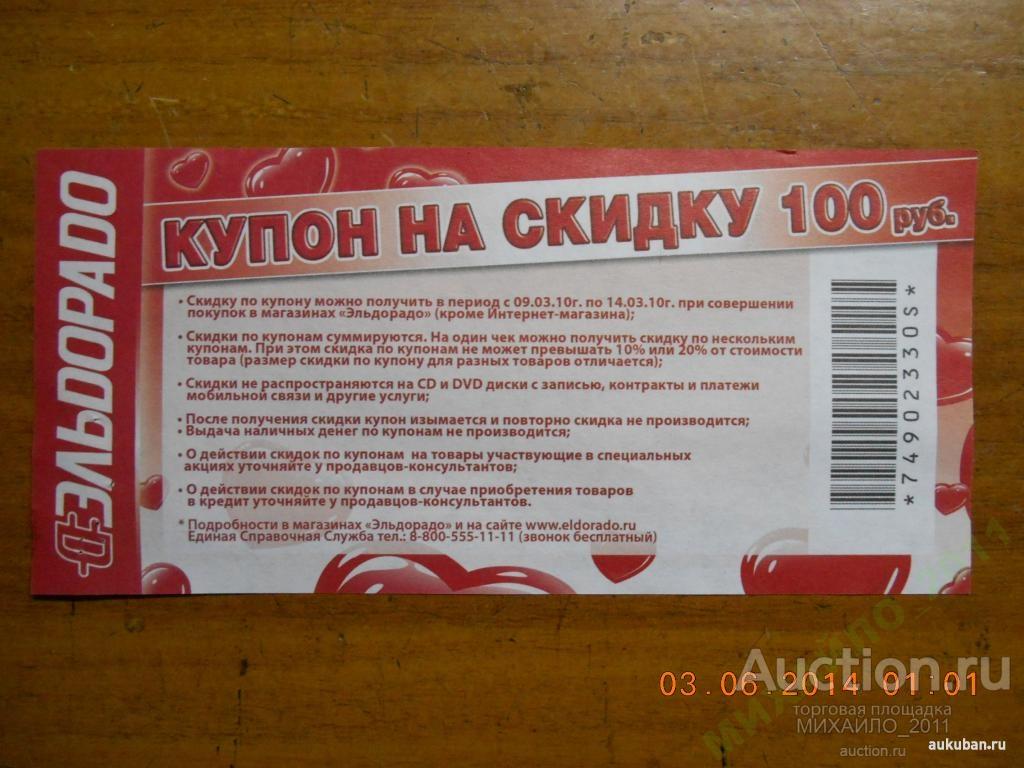 ЭЛЬДОРАДО
КУПОН НА СКИДКУ 100 руб.
• Скидку по купону можно получить в период с 09.03.10г. по 14.03.10г. при совершении
покупок в магазинах «Эльдорадо» (кроме Интернет-магазина);
• Скидки по купонам суммируются. На один чек можно получить скидку по нескольким
купонам. При этом скидка по купонам не может превышать 10% или 20% от стоимости
товара (размер скидки по купону для разных товаров отличается);
• Скидки не распространяются на CD и DVD диски с записью, контракты и платежи
мобильной связи и другие услуги;
• После получения скидки купон изымается и повторно скидка не производится;
• Выдача наличных денег по купонам не производится;
• О действии скидок по купонам на товары участвующие в специальных
акциях уточняйте у продавцов-консультантов;
• О действии скидок по купонам в случае приобретения товаров
в кредит уточняйте у продавцов-консультантов.
* Подробности в магазинах «Эльдорадо» и на сайте www.eldorado.ru
Единая Справочная Служба тел.: 8-800-555-11-11 (звонок бесплатный)
*7490233​0S*
МИХАЙЛО_2011
Auction.ru
03.06.2014 01:01
торговая площадка
МИХАЙЛО_2011
auction.ru
aukuban.ru